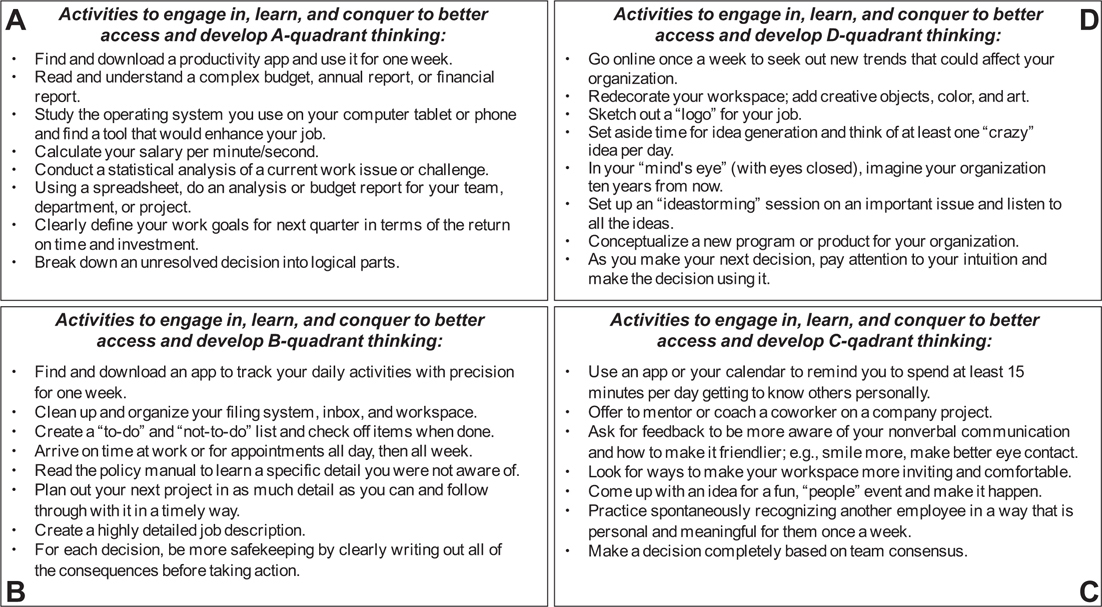 A
Activities to engage in, learn, and conquer to better
access and develop A-quadrant thinking:
• Find and download a productivity app and use it for one week.
• Read and understand a complex budget, annual report, or financial
report.
• Study the operating system you use on your computer tablet or phone
and find a tool that would enhance your job.
• Calculate your salary per minute/second.
• Conduct a statistical analysis of a current work issue or challenge.
• Using a spreadsheet, do an analysis or budget report for your team,
department, or project.
• Clearly define your work goals for next quarter in terms of the return
on time and investment.
• Break down an unresolved decision into logical parts.
D
Activities to engage in, learn, and conquer to better
access and develop D-quadrant thinking:
• Go online once a week to seek out new trends that could affect your
organization.
• Redecorate your workspace; add creative objects, color, and art.
• Sketch out a “logo” for your job.
• Set aside time for idea generation and think of at least one “crazy”
idea per day.
• In your “mind's eye” (with eyes closed), imagine your organization
ten years from now.
• Set up an “ideastorming” session on an important issue and listen to
all the ideas.
• Conceptualize a new program or product for your organization.
• As you make your next decision, pay attention to your intuition and
make the decision using it.
Activities to engage in, learn, and conquer to better
access and develop B-quadrant thinking:
• Find and download an app to track your daily activities with precision
for one week.
• Clean up and organize your filing system, inbox, and workspace.
• Create a “to-do” and “not-to-do” list and check off items when done.
• Arrive on time at work or for appointments all day, then all week.
• Read the policy manual to learn a specific detail you were not aware of.
• Plan out your next project in as much detail as you can and follow
through with it in a timely way.
• Create a highly detailed job description.
• For each decision, be more safekeeping by clearly writing out all of
the consequences before taking action.
B
Activities to engage in, learn, and conquer to better
access and develop C-qadrant thinking:
• Use an app or your calendar to remind you to spend at least 15
minutes per day getting to know others personally.
• Offer to mentor or coach a coworker on a company project.
• Ask for feedback to be more aware of your nonverbal communication
and how to make it friendlier; e.g., smile more, make better eye contact.
• Look for ways to make your workspace more inviting and comfortable.
• Come up with an idea for a fun, “people” event and make it happen.
• Practice spontaneously recognizing another employee in a way that is
personal and meaningful for them once a week.
• Make a decision completely based on team consensus.
C